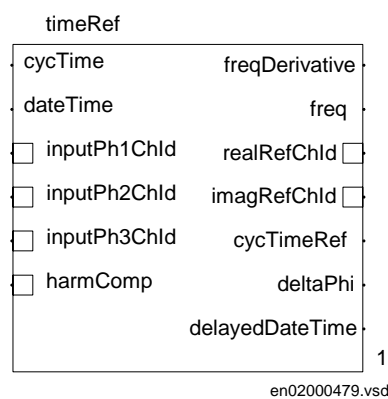 timeRef
cycTime freqDerivative
dateTime freq
inputPh1ChId realRefChId
inputPh2ChId imagRefChId
inputPh3ChId cycTimeRef
harmComp deltaPhi
delayedDateTime
1
en02000479.vsd